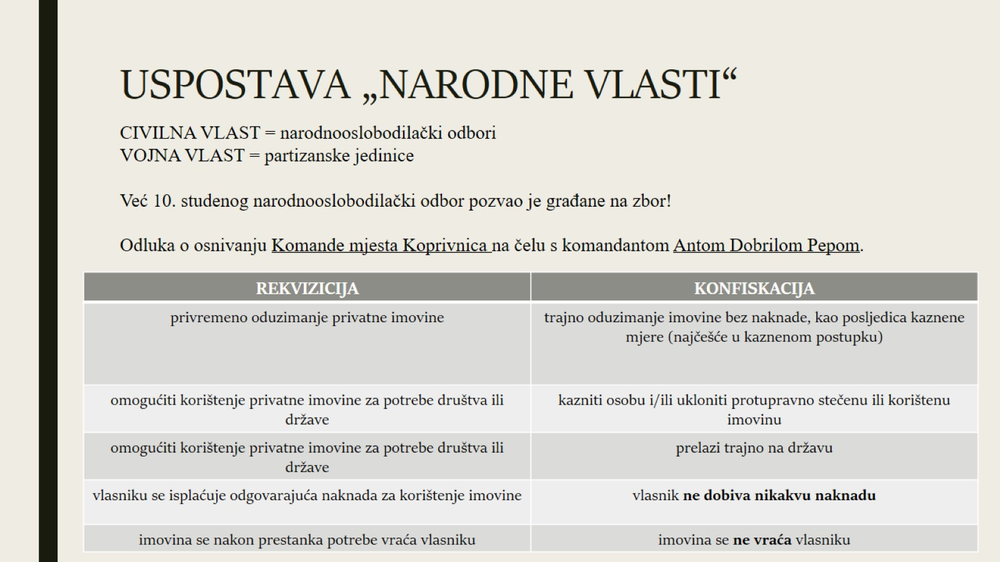 USPOSTAVA „NARODNE VLASTI“
CIVILNA VLAST = narodnooslobodilački odbori
VOJNA VLAST = partizanske jedinice
Već 10. studenog narodnooslobodilački odbor pozvao je građane na zbor!
Odluka o osnivanju Komande mjesta Koprivnica na čelu s komandantom Antom Dobrilom Pepom.
REKVIZICIJA
KONFISKACIJA
privremeno oduzimanje privatne imovine
trajno oduzimanje imovine bez naknade, kao posljedica kaznene
mjere (najčešće u kaznenom postupku)
omogućiti korištenje privatne imovine za potrebe društva ili
države
kazniti osobu i/ili ukloniti protupravno stečenu ili korištenu
imovinu
omogućiti korištenje privatne imovine za potrebe društva ili
države
prelazi trajno na državu
vlasniku se isplaćuje odgovarajuća naknada za korištenje imovine
vlasnik ne dobiva nikakvu naknadu
imovina se nakon prestanka potrebe vraća vlasniku
imovina se ne vraća vlasniku